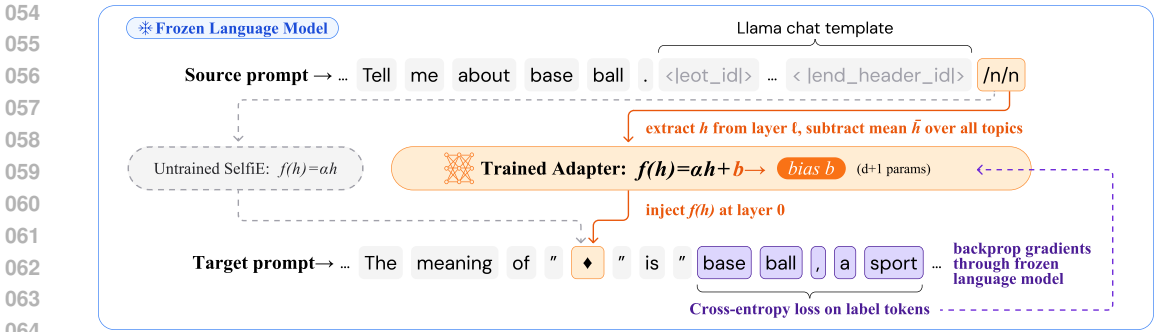 054
055
056
057
058
059
060
061
062
063
064
Frozen Language Model
Llama chat template
Source prompt → ... Tell me about base ball . <|eot_id|> ... < |end_header_id|> /n/n
extract h from layer ℓ, subtract mean h̄ over all topics
Untrained SelfiE: f(h)=αh
Trained Adapter: f(h)=αh+b→ bias b (d+1 params)
inject f(h) at layer 0
Target prompt→ ... The meaning of " ♦ " is " base ball , a sport ...
backprop gradients
through frozen
language model
Cross-entropy loss on label tokens